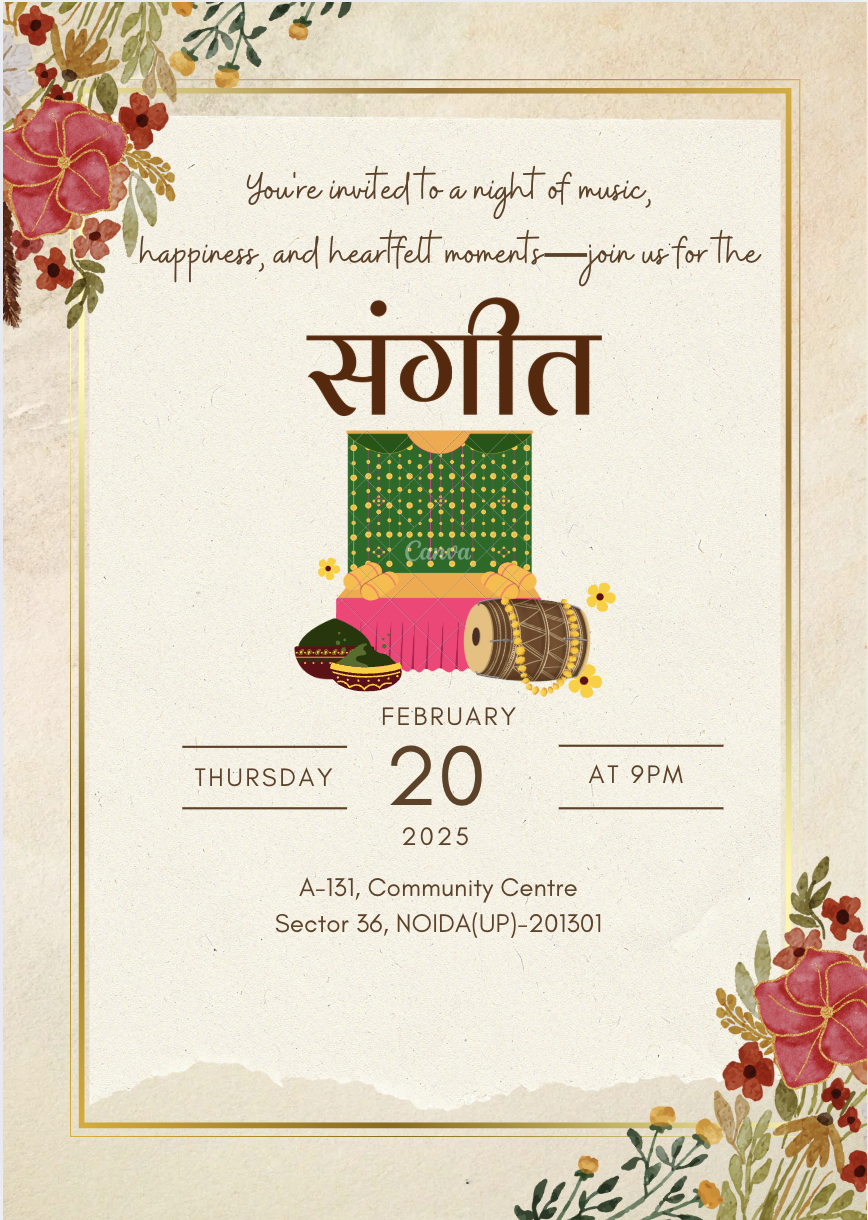 You're invited to a night of music,
happiness, and heartfelt moments—join us for the
संगीत
Canva
FEBRUARY
THURSDAY
20
AT 9PM
2025
A-131, Community Centre
Sector 36, NOIDA(UP)-201301